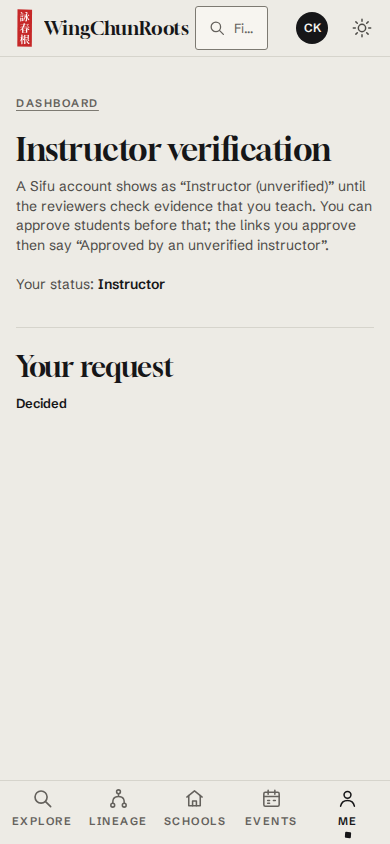 詠春根
WingChunRoots
Fi...
CK
DASHBOARD
Instructor verification
A Sifu account shows as “Instructor (unverified)” until
the reviewers check evidence that you teach. You can
approve students before that; the links you approve
then say “Approved by an unverified instructor”.
Your status: Instructor
Your request
Decided
EXPLORE
LINEAGE
SCHOOLS
EVENTS
ME